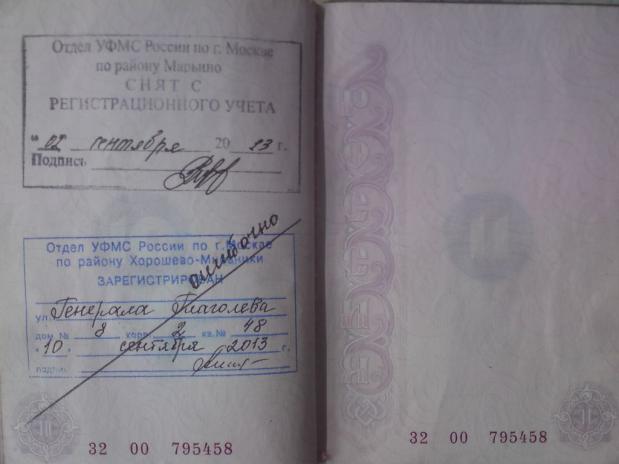 Отдел УФМС России по г. Москве
по району Марьино
СНЯТ С
РЕГИСТРАЦИОННОГО УЧЕТА
"02" сентября 2013 г.
Подпись
ошибочно
Отдел УФМС России по г. Москве
по району Хорошево-Мневники
ЗАРЕГИСТРИРОВАН
ул. Генерала Глаголева
дом № 8 корп. 2 кв. № 48
"10" сентября 2013 г.
подпись
32 00 795458
32 00 795458